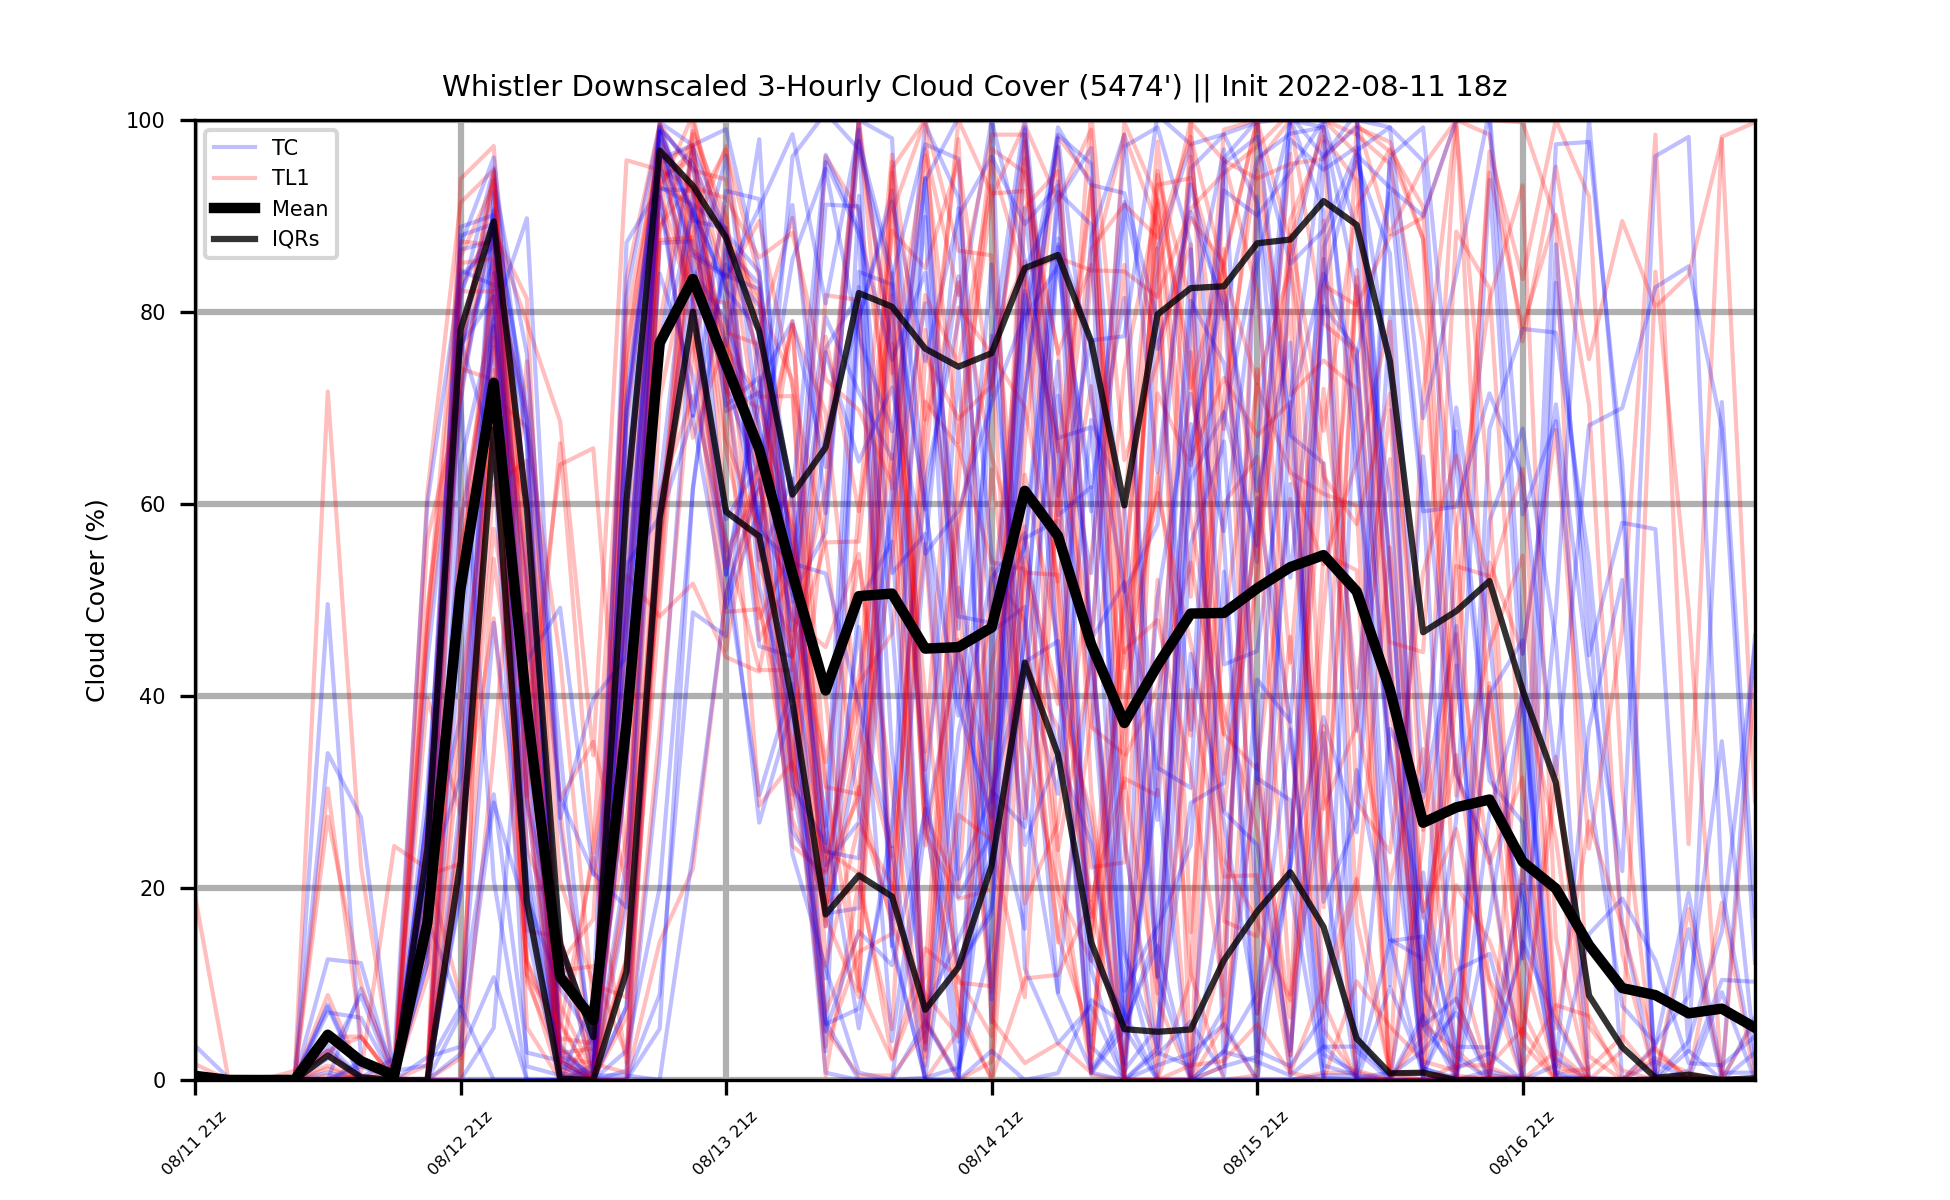 Whistler Downscaled 3-Hourly Cloud Cover (5474') || Init 2022-08-11 18z
100
80
60
40
20
0
Cloud Cover (%)
TC
TL1
Mean
IQRs
08/11 21z
08/12 21z
08/13 21z
08/14 21z
08/15 21z
08/16 21z